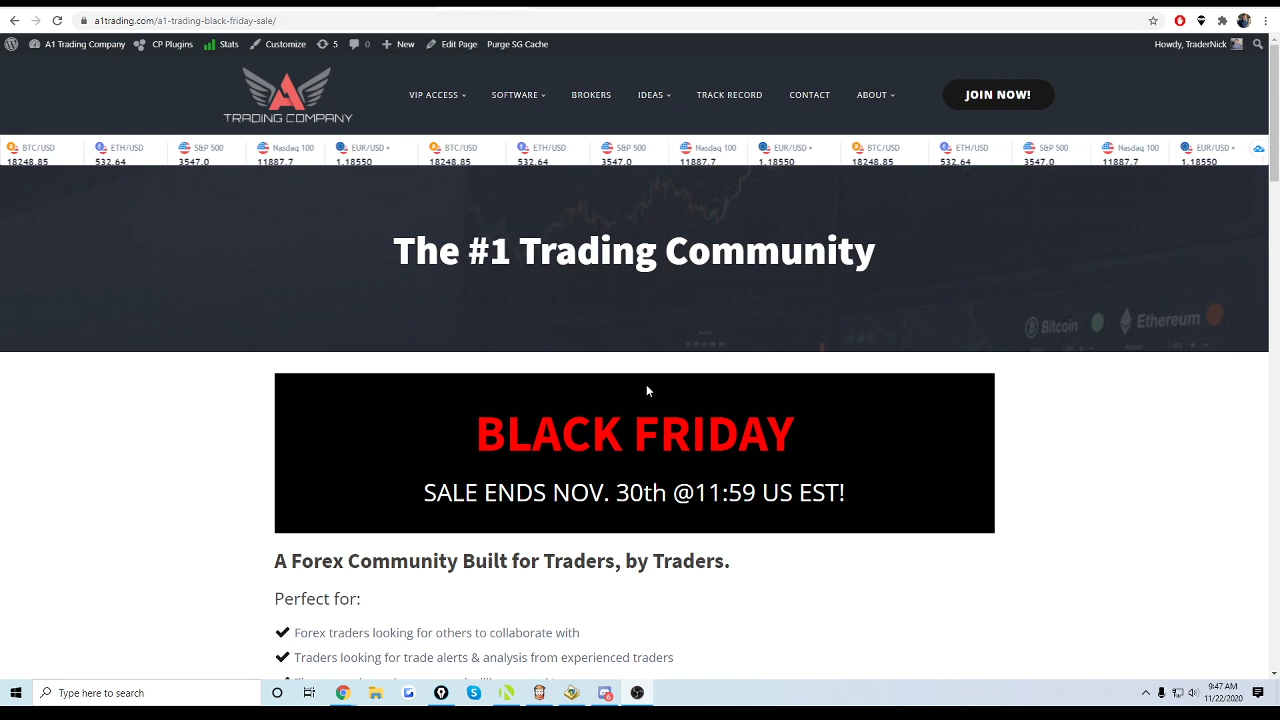 a1trading.com/a1-trading-black-friday-sale/
A1 Trading Company CP Plugins Stats Customize 5 0 New Edit Page Purge SG Cache Howdy, TraderNick
A
TRADING COMPANY
VIP ACCESS SOFTWARE BROKERS IDEAS TRACK RECORD CONTACT ABOUT JOIN NOW!
BTC/USD ETH/USD S&P 500 Nasdaq 100 EUR/USD BTC/USD ETH/USD S&P 500 Nasdaq 100 EUR/USD BTC/USD ETH/USD S&P 500 Nasdaq 100 EUR/USD
18248.85 532.64 3547.0 11887.7 1.18550 18248.85 532.64 3547.0 11887.7 1.18550 18248.85 532.64 3547.0 11887.7 1.18550
The #1 Trading Community
Bitcoin Ethereum
BLACK FRIDAY
SALE ENDS NOV. 30th @11:59 US EST!
A Forex Community Built for Traders, by Traders.
Perfect for:
Forex traders looking for others to collaborate with
Traders looking for trade alerts & analysis from experienced traders
Type here to search
9:47 AM
11/22/2020